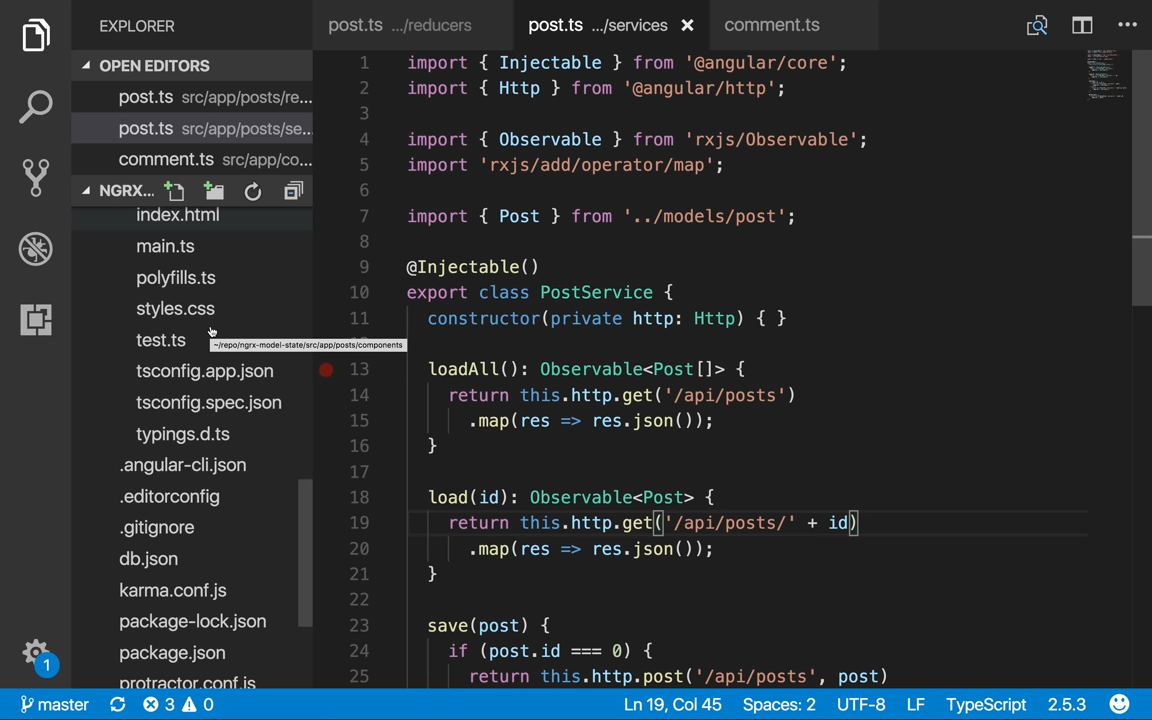 EXPLORER
post.ts .../reducers
post.ts .../services
comment.ts
OPEN EDITORS
post.ts src/app/posts/re...
post.ts src/app/posts/se...
comment.ts src/app/co...
NGRX...
index.html
main.ts
polyfills.ts
styles.css
test.ts
~/repo/ngrx-model-state/src/app/posts/components
tsconfig.app.json
tsconfig.spec.json
typings.d.ts
.angular-cli.json
.editorconfig
.gitignore
db.json
karma.conf.js
package-lock.json
package.json
protractor.conf.js
1
1 import { Injectable } from '@angular/core';
2 import { Http } from '@angular/http';
3
4 import { Observable } from 'rxjs/Observable';
5 import 'rxjs/add/operator/map';
6
7 import { Post } from '../models/post';
8
9 @Injectable()
10 export class PostService {
11 constructor(private http: Http) { }
13 loadAll(): Observable<Post[]> {
14 return this.http.get('/api/posts')
15 .map(res => res.json());
16 }
17
18 load(id): Observable<Post> {
19 return this.http.get('/api/posts/' + id)
20 .map(res => res.json());
21 }
22
23 save(post) {
24 if (post.id === 0) {
25 return this.http.post('/api/posts', post)
master 3 0 Ln 19, Col 45 Spaces: 2 UTF-8 LF TypeScript 2.5.3